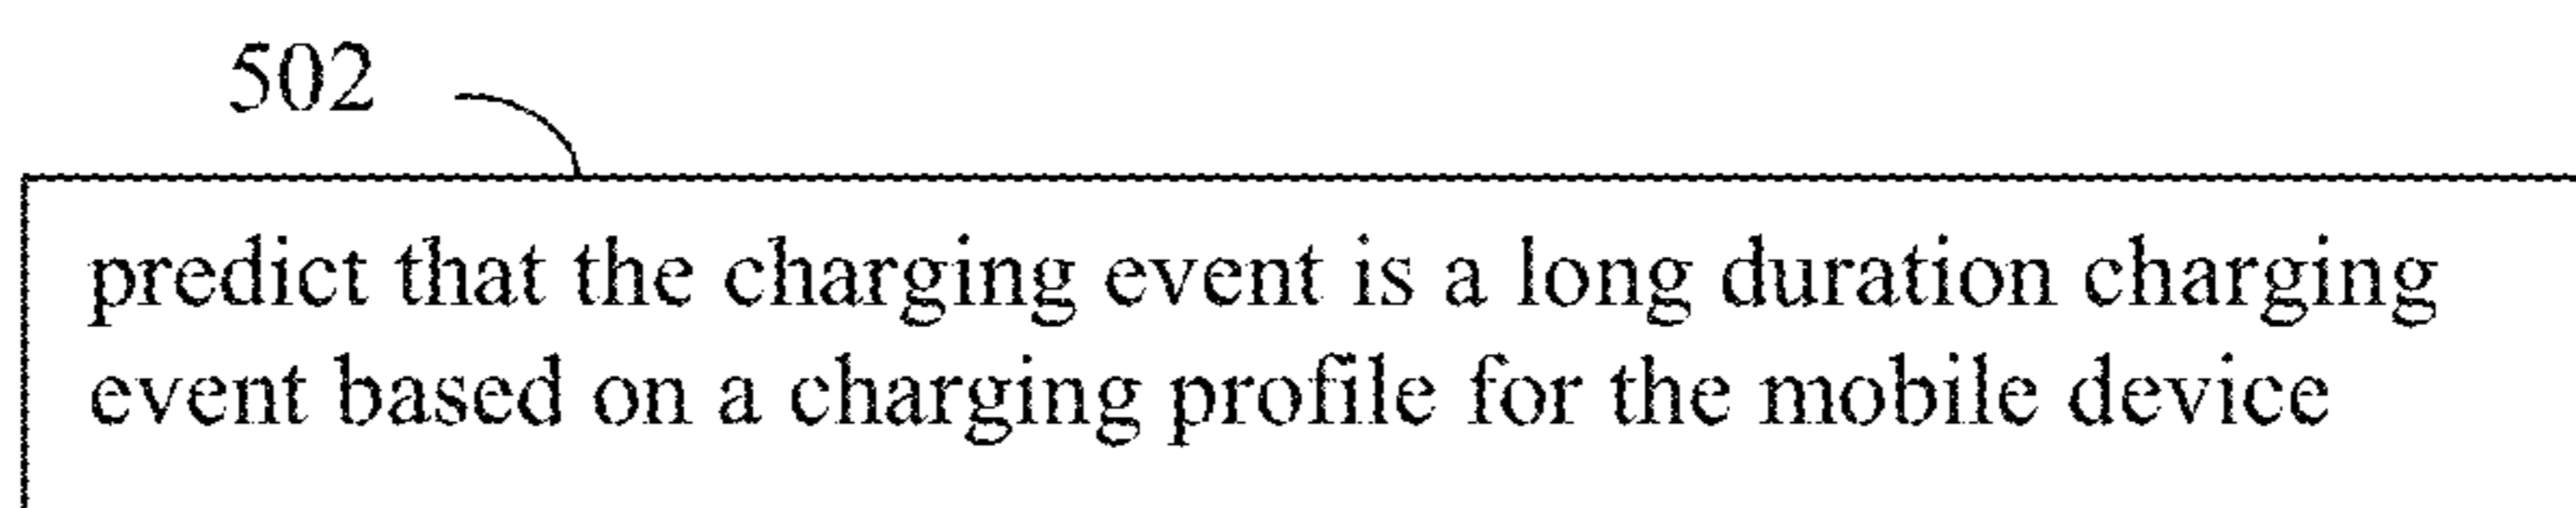 502
predict that the charging event is a long duration charging
event based on a charging profile for the mobile device